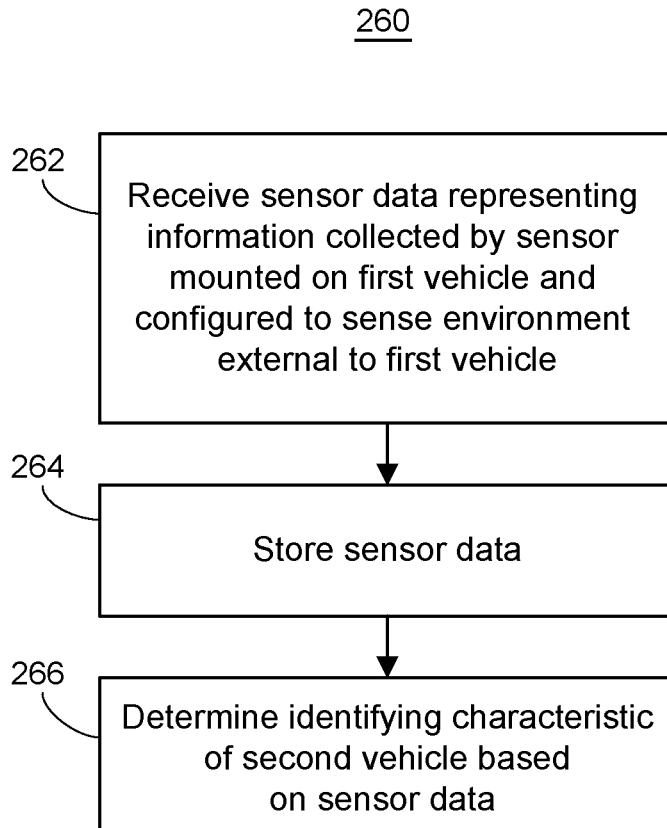 260
262
Receive sensor data representing
information collected by sensor
mounted on first vehicle and
configured to sense environment
external to first vehicle
264
Store sensor data
266
Determine identifying characteristic
of second vehicle based
on sensor data